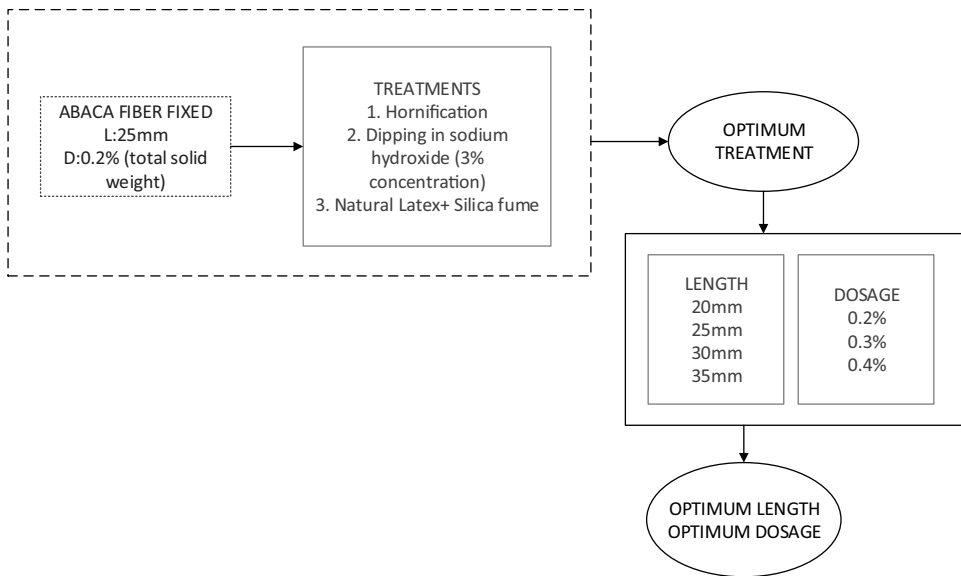 ABACA FIBER FIXED
L:25mm
D:0.2% (total solid
weight)
TREATMENTS
1. Hornification
2. Dipping in sodium
hydroxide (3%
concentration)
3. Natural Latex+ Silica fume
OPTIMUM
TREATMENT
LENGTH
20mm
25mm
30mm
35mm
DOSAGE
0.2%
0.3%
0.4%
OPTIMUM LENGTH
OPTIMUM DOSAGE